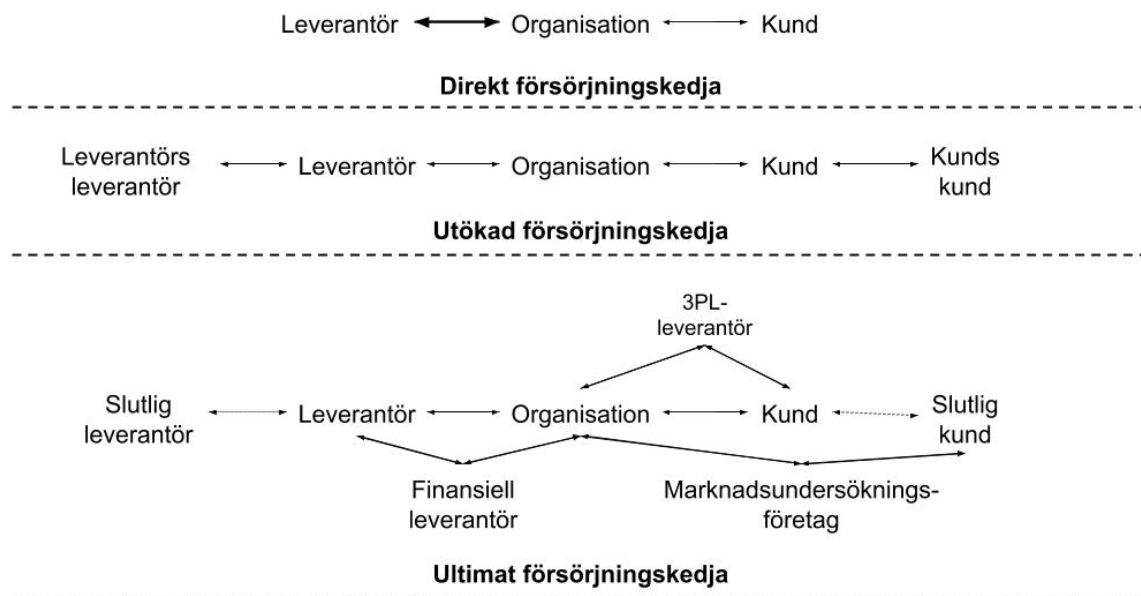 Leverantör Organisation Kund
Direkt försörjningskedja
Leverantörs
leverantör
Leverantör Organisation Kund
Kunds
kund
Utökad försörjningskedja
3PL-
leverantör
Slutlig
leverantör
Leverantör Organisation Kund
Slutlig
kund
Finansiell
leverantör
Marknadsundersöknings-
företag
Ultimat försörjningskedja